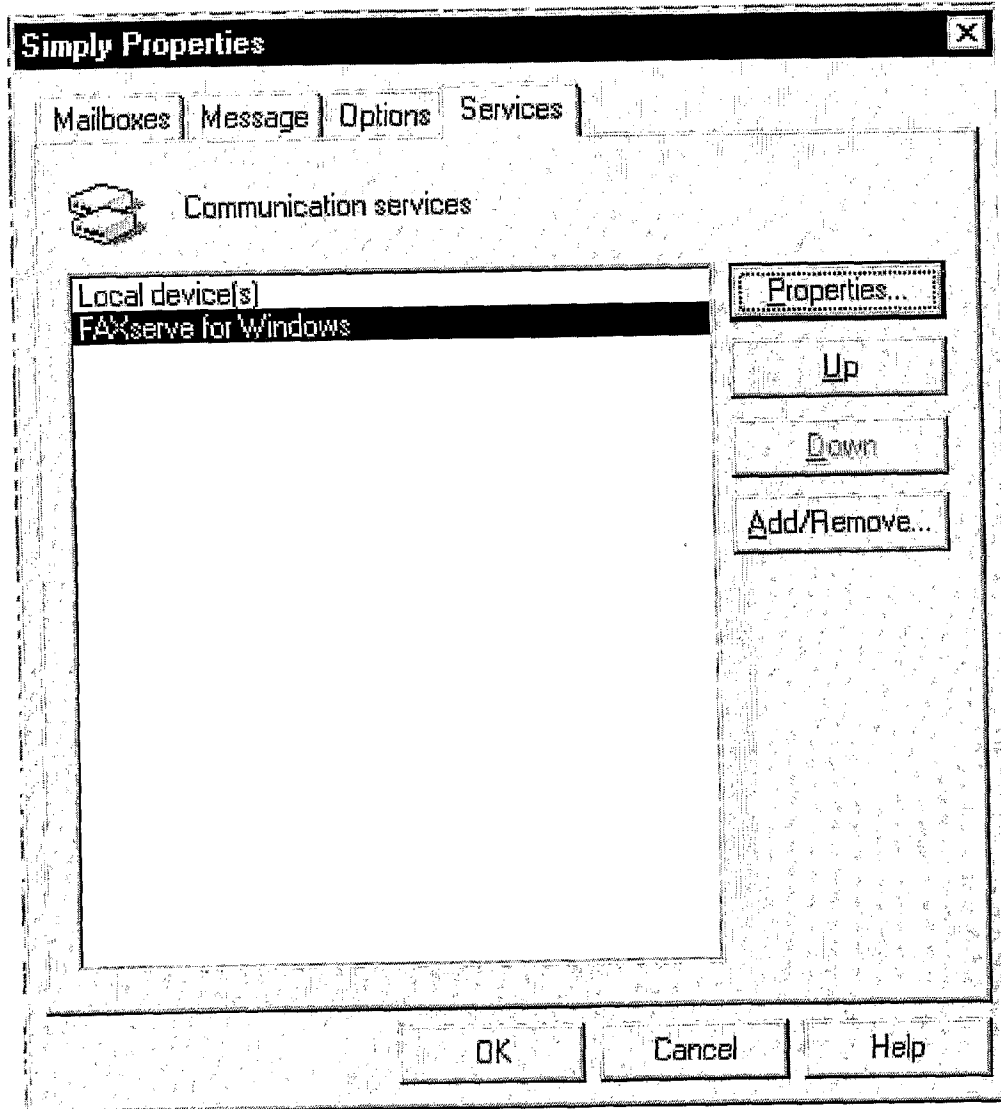 Simply Properties
Mailboxes Message Options Services
Communication services
Local device(s)
FAXserve for Windows
Properties...
Up
Down
Add/Remove...
OK Cancel Help